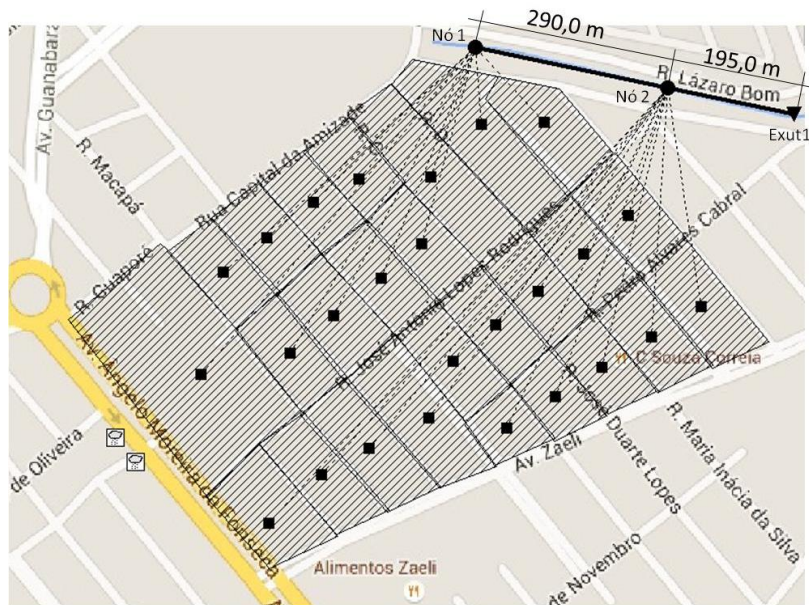 290,0 m
Nó 1
195,0 m
R. Lázaro Bom
Nó 2
Exut1
Av. Guanabara
R. Macapá
Rua Capital da Amizade
R. Guaporé
R. José Antonio Lopes Rodrigues
R. Pedro Alvares Cabral
Av. Ângelo Moreira da Fonseca
C Souza Correia
de Oliveira
R. José Duarte Lopes
R. Maria Inácia da Silva
Av. Zaeli
Alimentos Zaeli
de Novembro